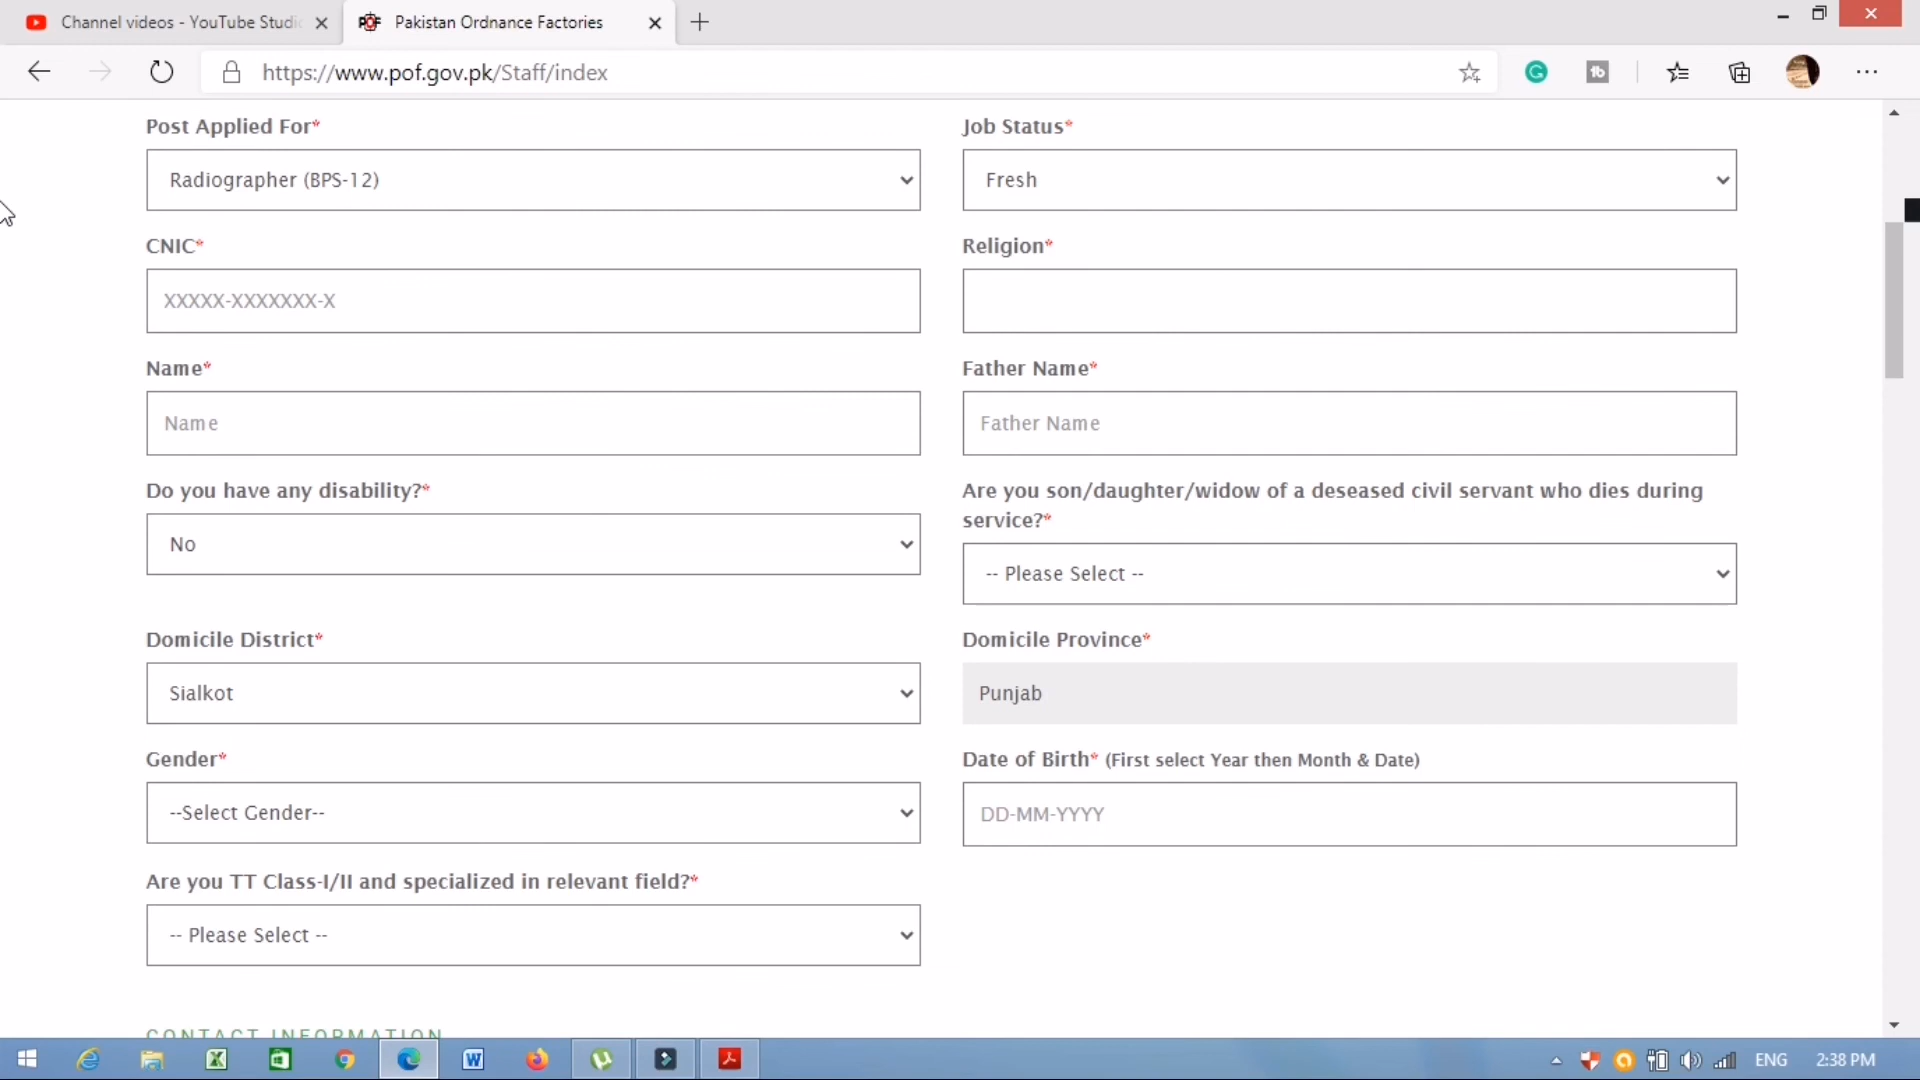 Channel videos - YouTube Studio
Pakistan Ordnance Factories
https://www.pof.gov.pk/Staff/index
Post Applied For*
Job Status*
Radiographer (BPS-12)
Fresh
CNIC*
Religion*
XXXXX-XXXXXXX-X
Name*
Father Name*
Name
Father Name
Do you have any disability?*
Are you son/daughter/widow of a deseased civil servant who dies during
service?*
No
-- Please Select --
Domicile District*
Domicile Province*
Sialkot
Punjab
Gender*
Date of Birth* (First select Year then Month & Date)
--Select Gender--
DD-MM-YYYY
Are you TT Class-I/II and specialized in relevant field?*
-- Please Select --
CONTACT INFORMATION
ENG
2:38 PM